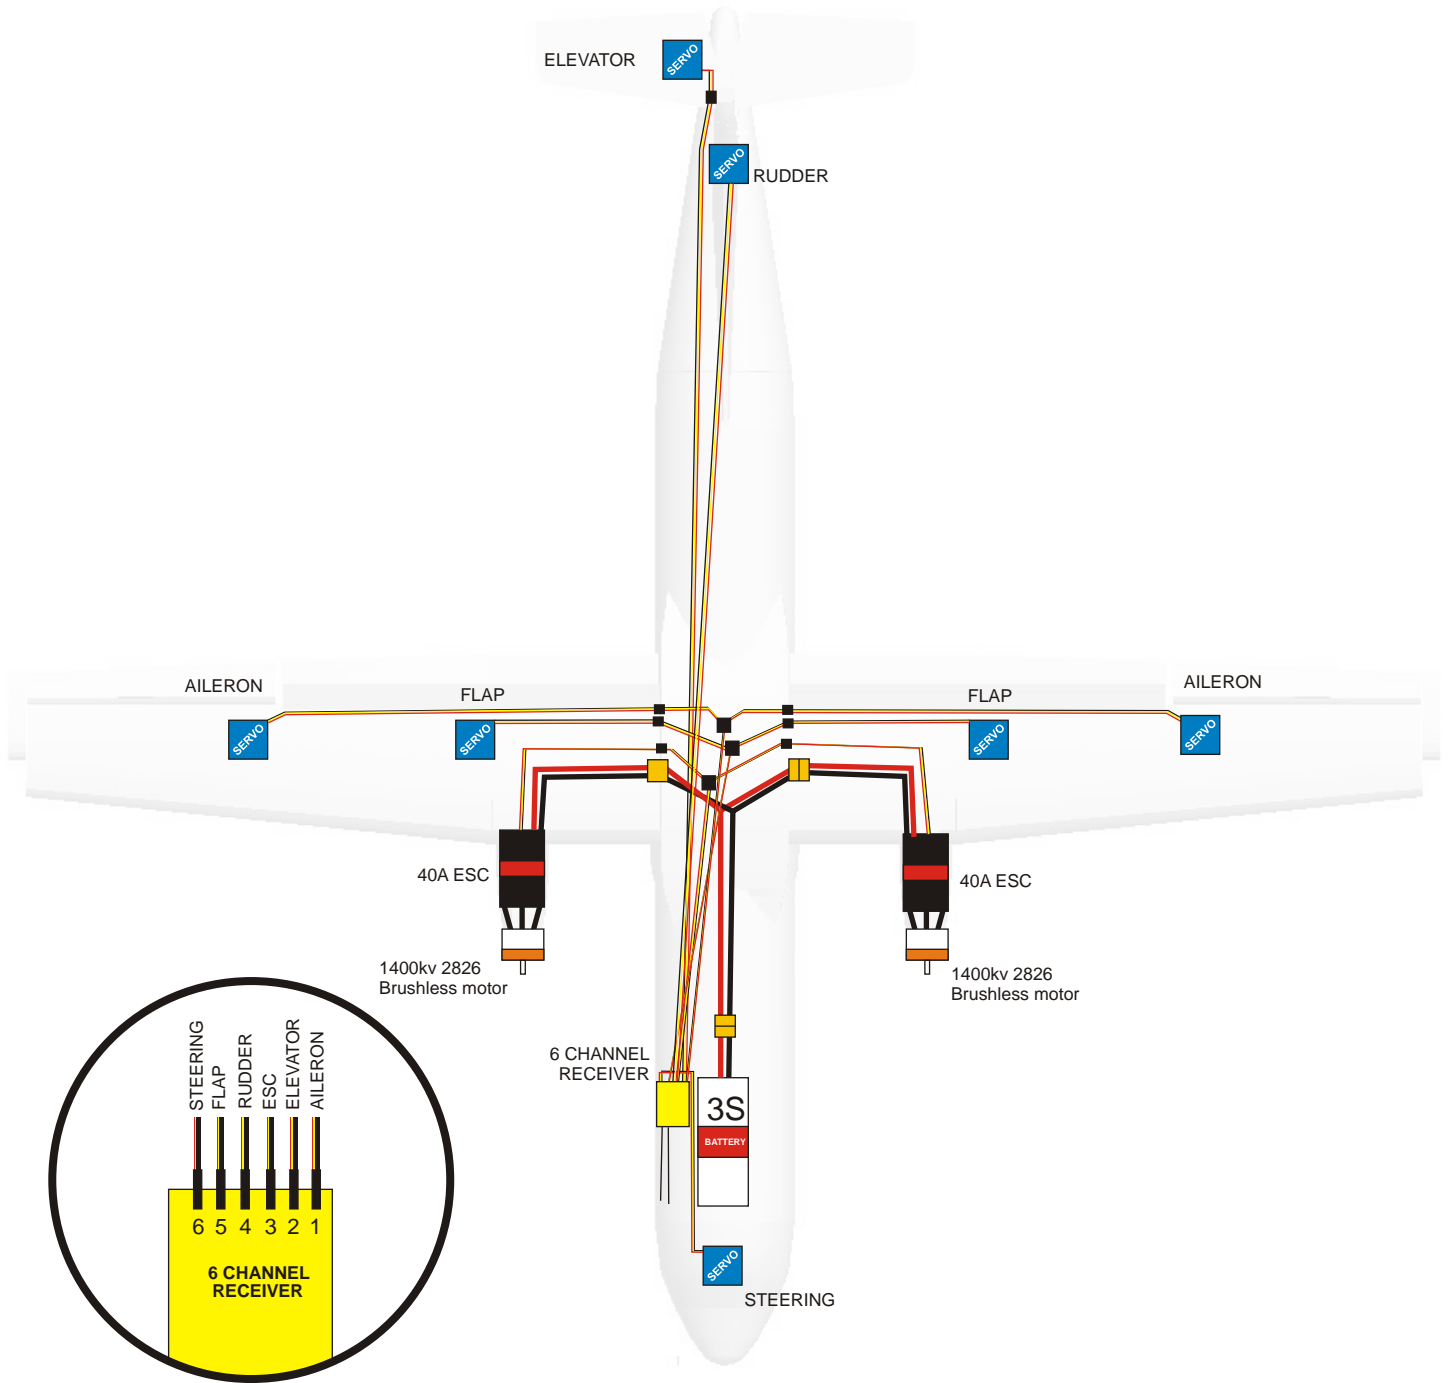 ELEVATOR
SERVO
SERVO
RUDDER
AILERON
FLAP
FLAP
AILERON
SERVO
SERVO
SERVO
SERVO
40A ESC
40A ESC
1400kv 2826
Brushless motor
1400kv 2826
Brushless motor
6 CHANNEL
RECEIVER
3S
BATTERY
SERVO
STEERING
STEERING
FLAP
RUDDER
ESC
ELEVATOR
AILERON
6 5 4 3 2 1
6 CHANNEL
RECEIVER